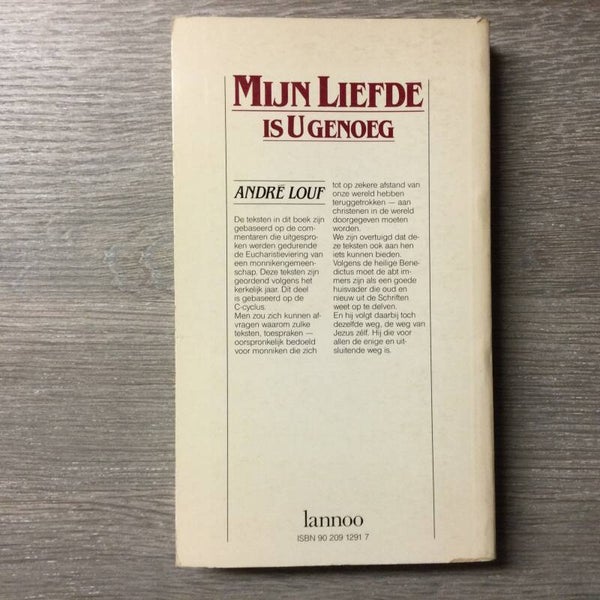 MIJN LIEFDE
IS U GENOEG
ANDRÉ LOUF
De teksten in dit boek zijn
gebaseerd op de com-
mentaren die uitgespro-
ken werden gedurende
de Eucharistieviering van
een monnikengemeen-
schap. Deze teksten zijn
geordend volgens het
kerkelijk jaar. Dit deel
is gebaseerd op de
C-cyclus.
Men zou zich kunnen af-
vragen waarom zulke
teksten, toespraken —
oorspronkelijk bedoeld
voor monniken die zich
tot op zekere afstand van
onze wereld hebben
teruggetrokken — aan
christenen in de wereld
doorgegeven moeten
worden.
We zijn overtuigd dat de-
ze teksten ook aan hen
iets kunnen bieden.
Volgens de heilige Bene-
dictus moet de abt im-
mers zijn als een goede
huisvader die oud en
nieuw uit de Schriften
weet op te delven.
En hij volgt daarbij toch
dezelfde weg, de weg van
Jezus zélf. Hij die voor
allen de enige en uit-
sluitende weg is.
lannoo
ISBN 90 209 1291 7